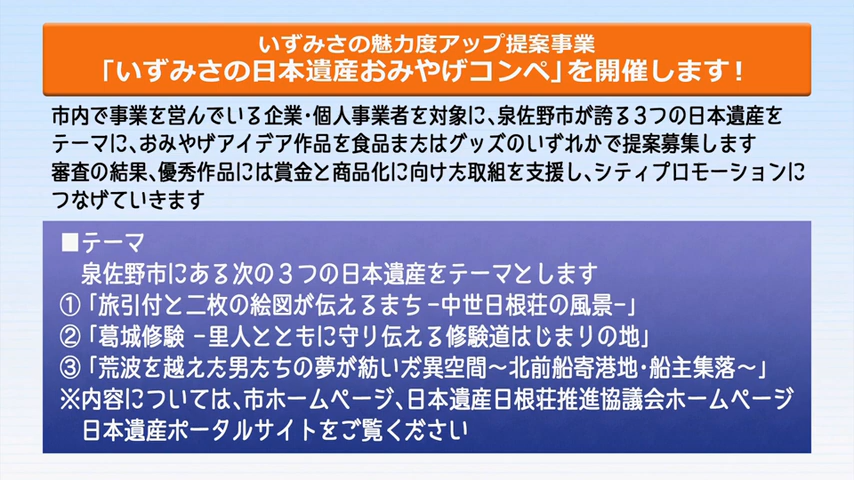 いずみさの魅力度アップ提案事業
「いずみさの日本遺産おみやげコンペ」を開催します！
市内で事業を営んでいる企業・個人事業者を対象に、泉佐野市が誇る３つの日本遺産を
テーマに、おみやげアイデア作品を食品またはグッズのいずれかで提案募集します
審査の結果、優秀作品には賞金と商品化に向けた取組を支援し、シティプロモーションに
つなげていきます
■テーマ
泉佐野市にある次の３つの日本遺産をテーマとします
①「旅引付と二枚の絵図が伝えるまち −中世日根荘の風景−」
②「葛城修験 −里人とともに守り伝える修験道はじまりの地」
③「荒波を越えた男たちの夢が紡いだ異空間～北前船寄港地・船主集落～」
※内容については、市ホームページ、日本遺産日根荘推進協議会ホームページ
日本遺産ポータルサイトをご覧ください